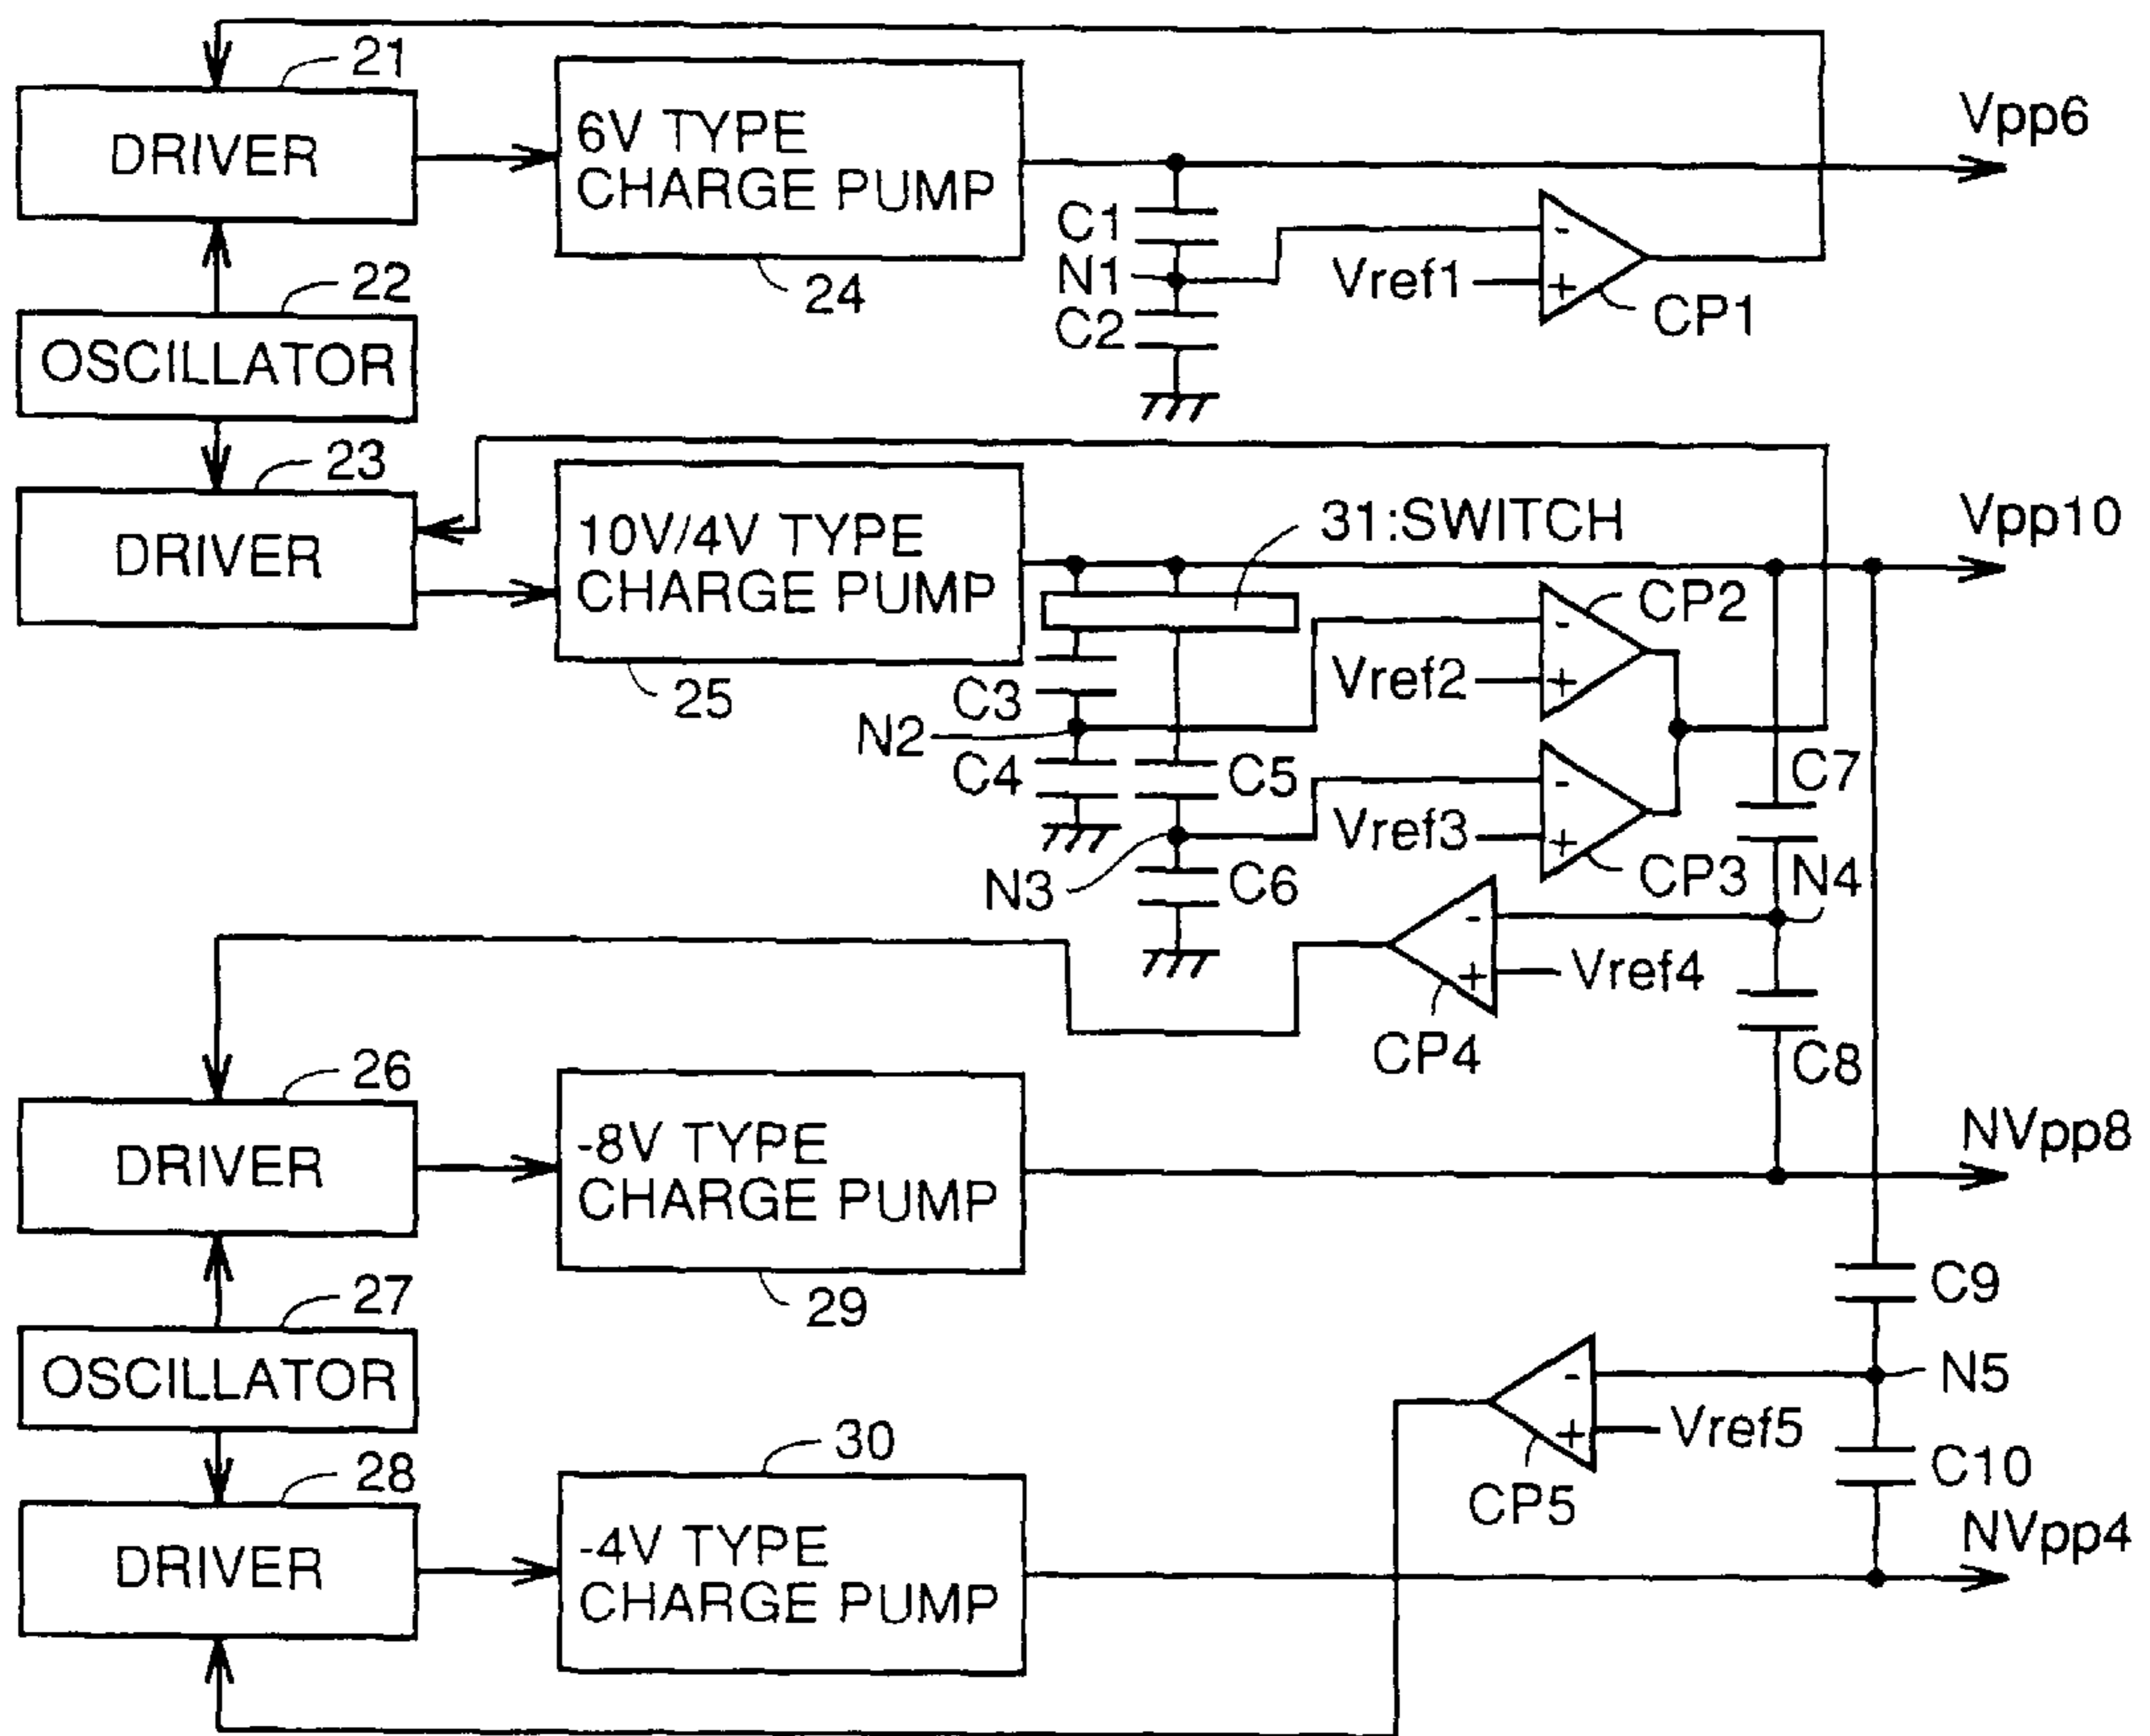 21
DRIVER
6V TYPE
CHARGE PUMP
Vpp6
C1
N1
C2
-
Vref1
+
CP1
24
22
OSCILLATOR
23
DRIVER
10V/4V TYPE
CHARGE PUMP
25
31:SWITCH
Vpp10
CP2
-
Vref2
+
C3
N2
C4
C5
C7
-
Vref3
+
CP3
N4
N3
C6
-
Vref4
+
CP4
C8
26
DRIVER
-8V TYPE
CHARGE PUMP
NVpp8
29
27
OSCILLATOR
C9
N5
-
Vref5
+
CP5
C10
28
DRIVER
30
-4V TYPE
CHARGE PUMP
NVpp4